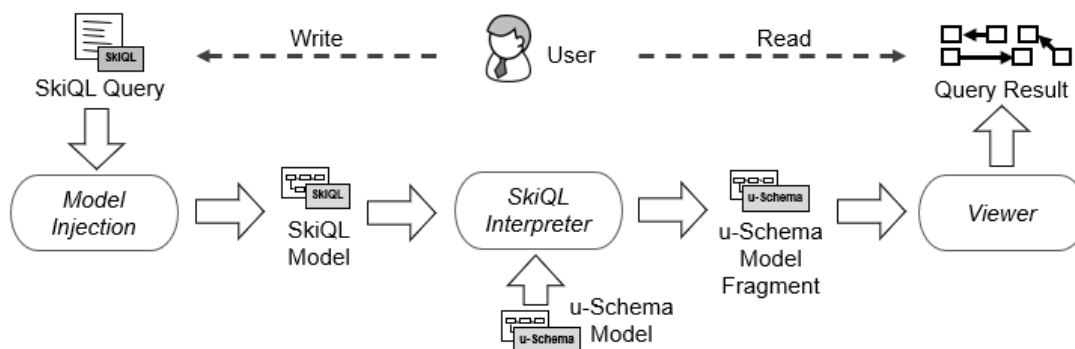 Write
User
Read
SkiQL
SkiQL Query
Query Result
Model
Injection
SkiQL
SkiQL
Model
SkiQL
Interpreter
u-Schema
u-Schema
Model
Fragment
Viewer
u-Schema
Model
u-Schema